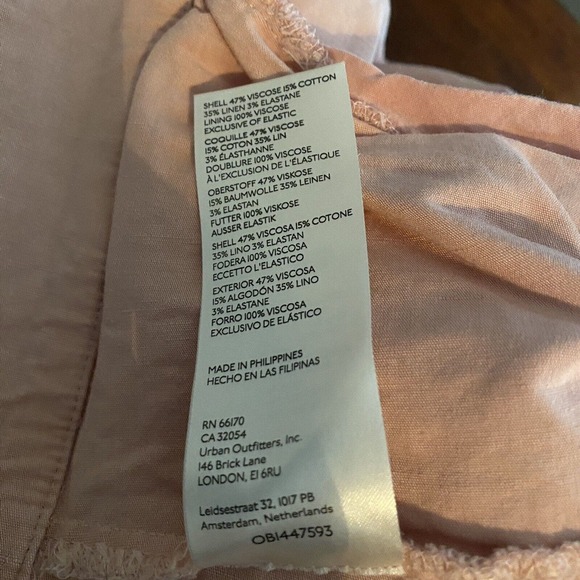 SHELL 47% VISCOSE 15% COTTON
35% LINEN 3% ELASTANE
LINING 100% VISCOSE
EXCLUSIVE OF ELASTIC
COQUILLE 47% VISCOSE
15% COTON 35% LIN
3% ÉLASTHANNE
DOUBLURE 100% VISCOSE
À L'EXCLUSION DE L'ÉLASTIQUE
OBERSTOFF 47% VISKOSE
15% BAUMWOLLE 35% LEINEN
3% ELASTAN
FUTTER 100% VISKOSE
AUSSER ELASTIK
SHELL 47% VISCOSA 15% COTONE
35% LINO 3% ELASTAN
FODERA 100% VISCOSA
ECCETTO L'ELASTICO
EXTERIOR 47% VISCOSA
15% ALGODÓN 35% LINO
3% ELASTANE
FORRO 100% VISCOSA
EXCLUSIVO DE ELÁSTICO
MADE IN PHILIPPINES
HECHO EN LAS FILIPINAS
RN 66170
CA 32054
Urban Outfitters, Inc.
146 Brick Lane
LONDON, E1 6RU
Leidsestraat 32, 1017 PB
Amsterdam, Netherlands
OB1447593